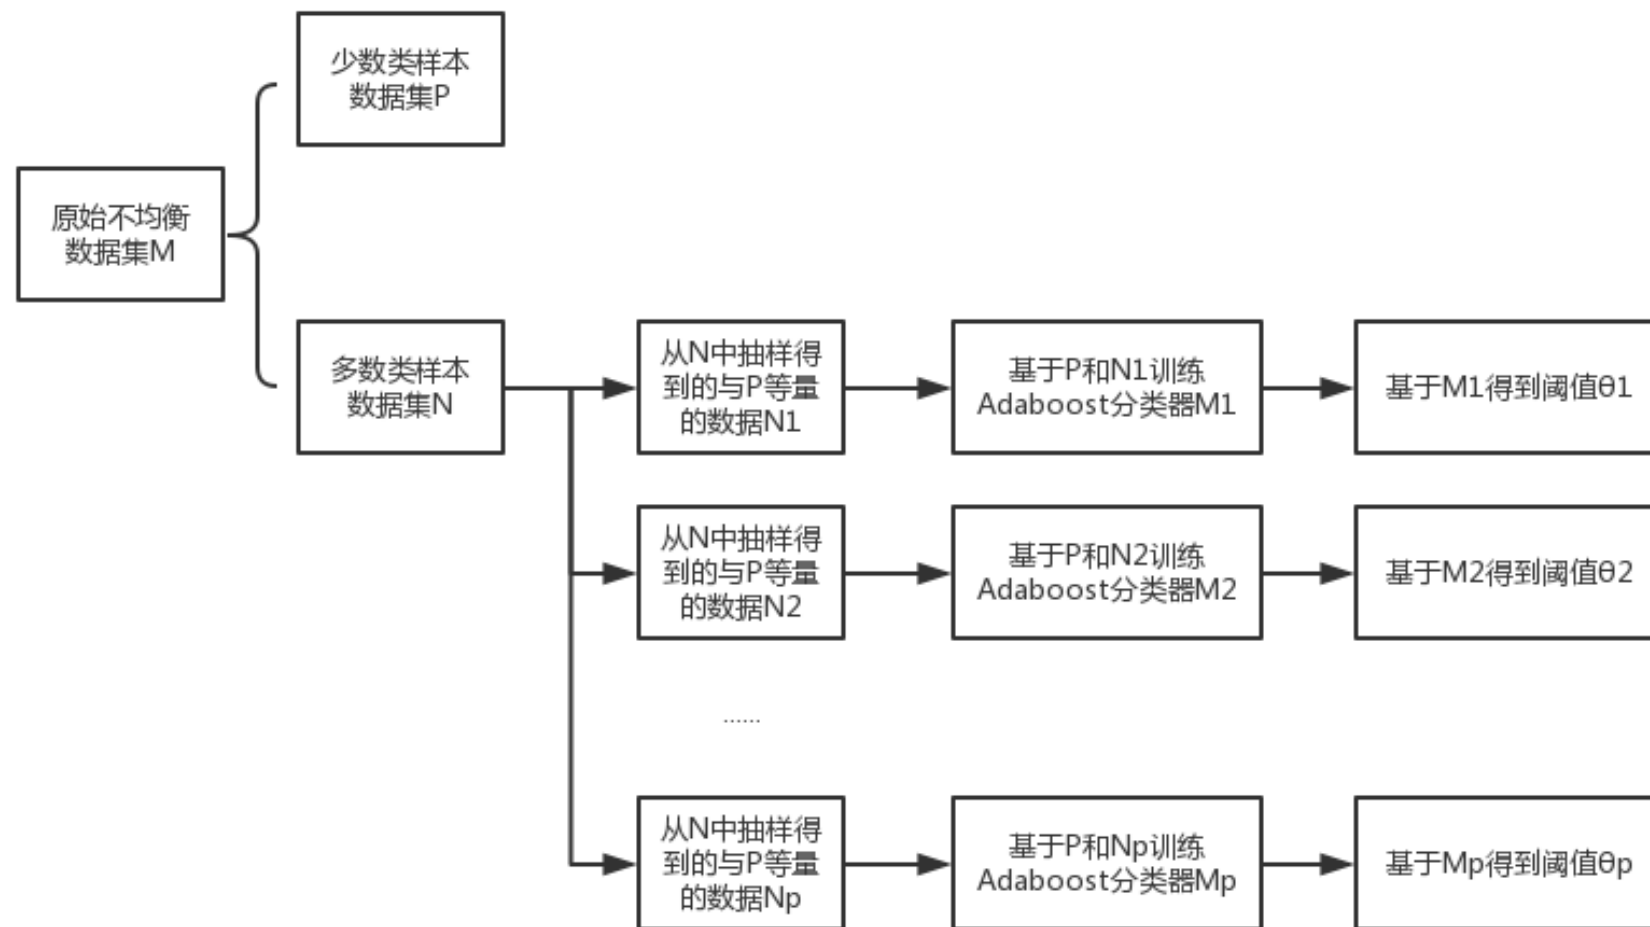 少数类样本
数据集P
原始不均衡
数据集M
多数类样本
数据集N
从N中抽样得
到的与P等量
的数据N1
基于P和N1训练
Adaboost分类器M1
基于M1得到阈值θ1
从N中抽样得
到的与P等量
的数据N2
基于P和N2训练
Adaboost分类器M2
基于M2得到阈值θ2
......
从N中抽样得
到的与P等量
的数据Np
基于P和Np训练
Adaboost分类器Mp
基于Mp得到阈值θp